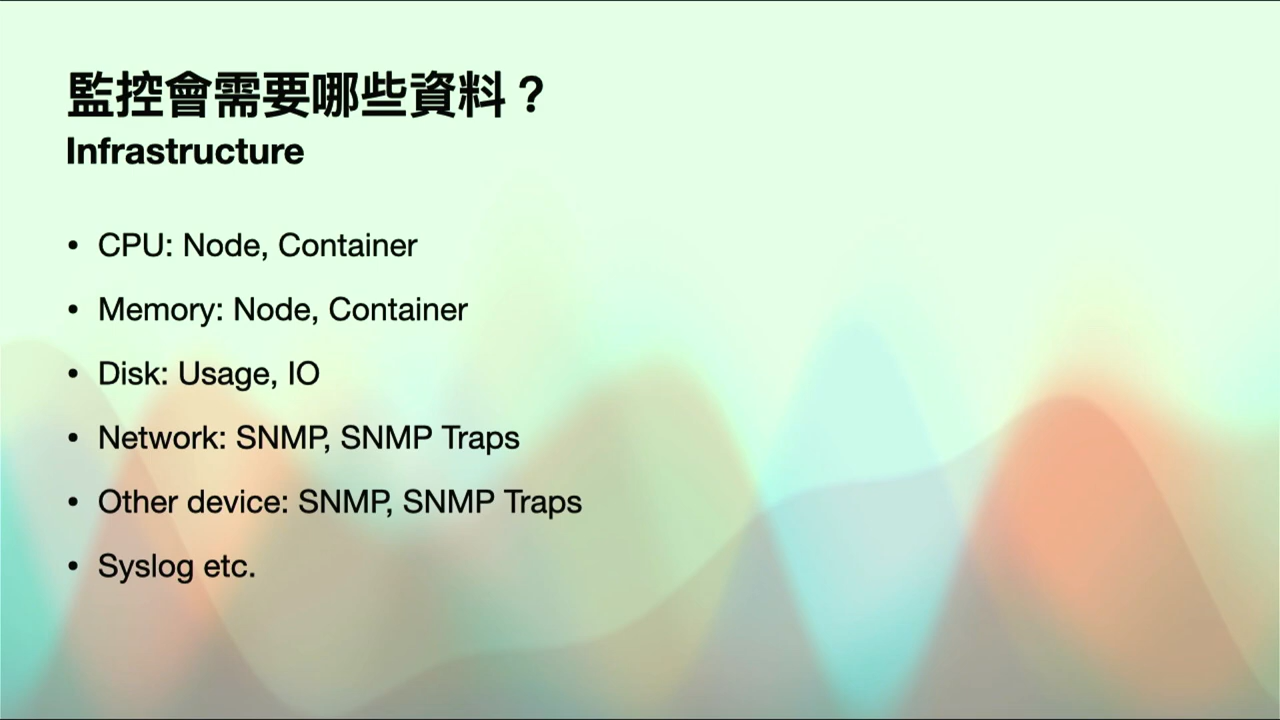 監控會需要哪些資料？
Infrastructure
• CPU: Node, Container
• Memory: Node, Container
• Disk: Usage, IO
• Network: SNMP, SNMP Traps
• Other device: SNMP, SNMP Traps
• Syslog etc.